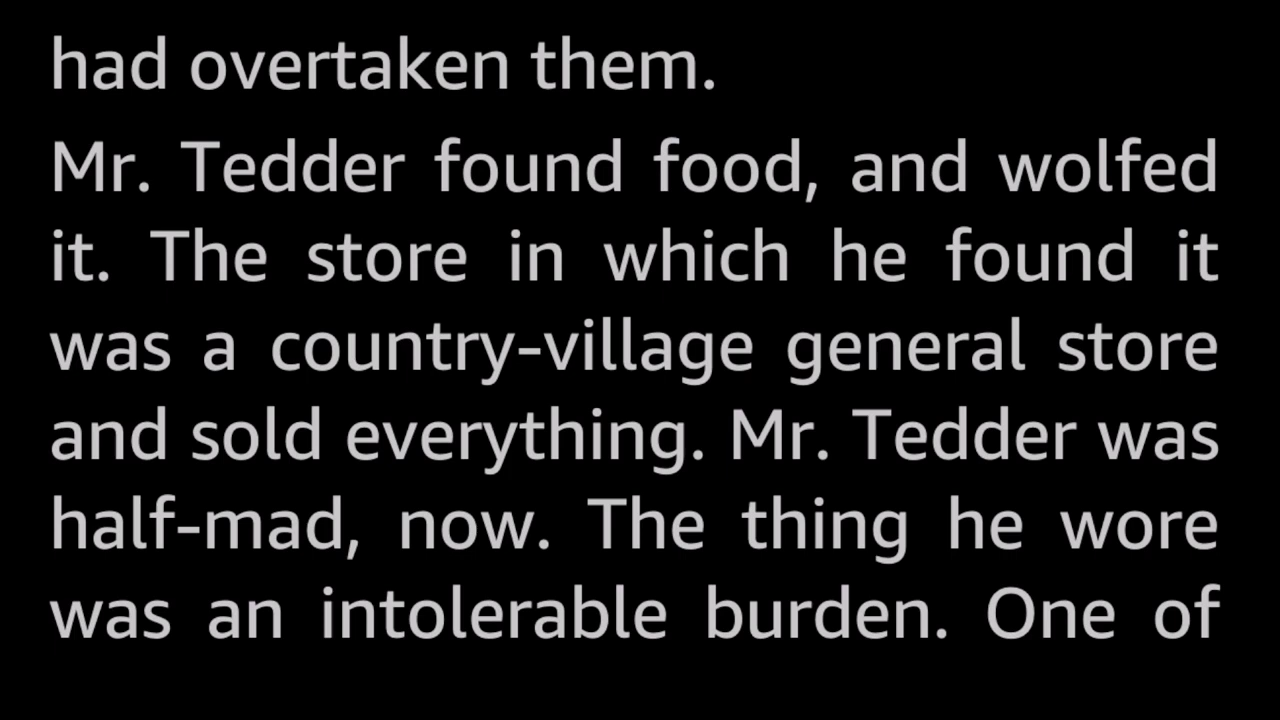 had overtaken them.
Mr. Tedder found food, and wolfed
it. The store in which he found it
was a country-village general store
and sold everything. Mr. Tedder was
half-mad, now. The thing he wore
was an intolerable burden. One of